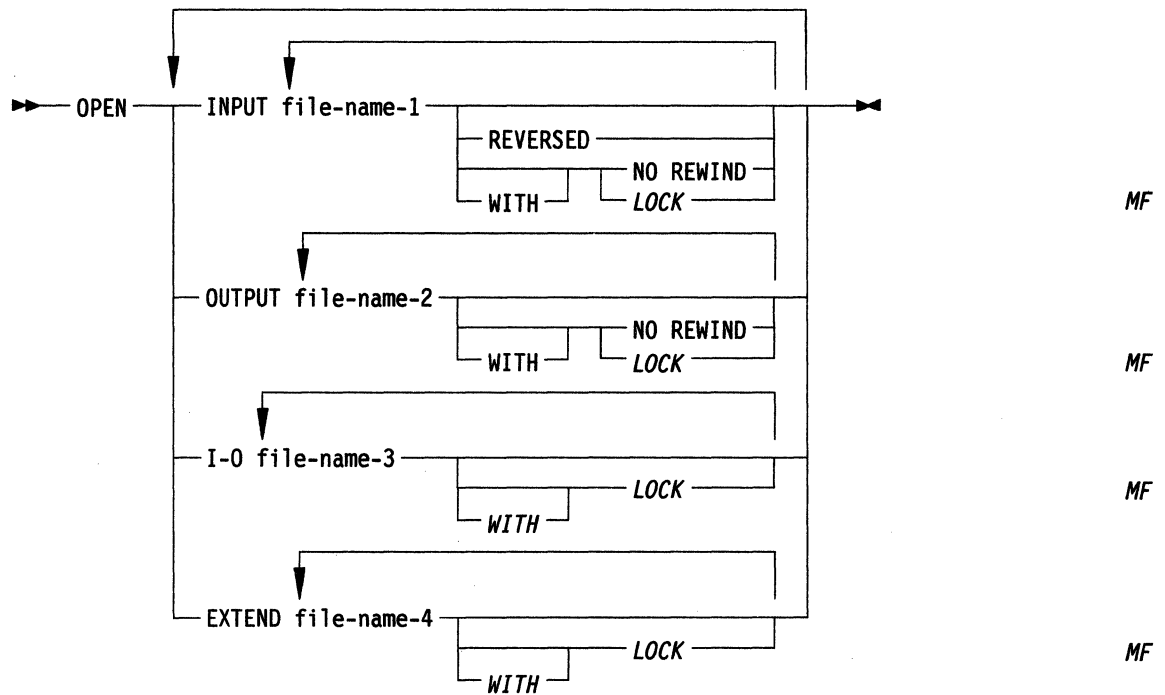 OPEN INPUT file-name-1
REVERSED
NO REWIND
WITH LOCK MF
OUTPUT file-name-2
NO REWIND
WITH LOCK MF
I-O file-name-3
LOCK MF
WITH
EXTEND file-name-4
LOCK MF
WITH